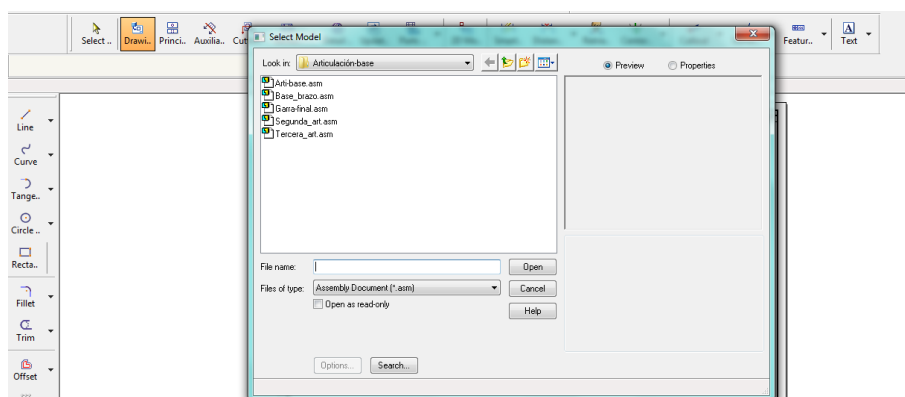 Select ..
Drawi..
Princi..
Auxilia..
Cut
Featur..
A
Text
Select Model
Look in: Articulación-base
Preview
Properties
Arti-base.asm
Base_brazo.asm
Garra-final.asm
Segunda_art.asm
Tercera_art.asm
File name:
Open
Files of type: Assembly Document (*.asm)
Cancel
Open as read-only
Help
Options...
Search...
Line
Curve
Tange..
Circle ..
Recta..
Fillet
Trim
Offset